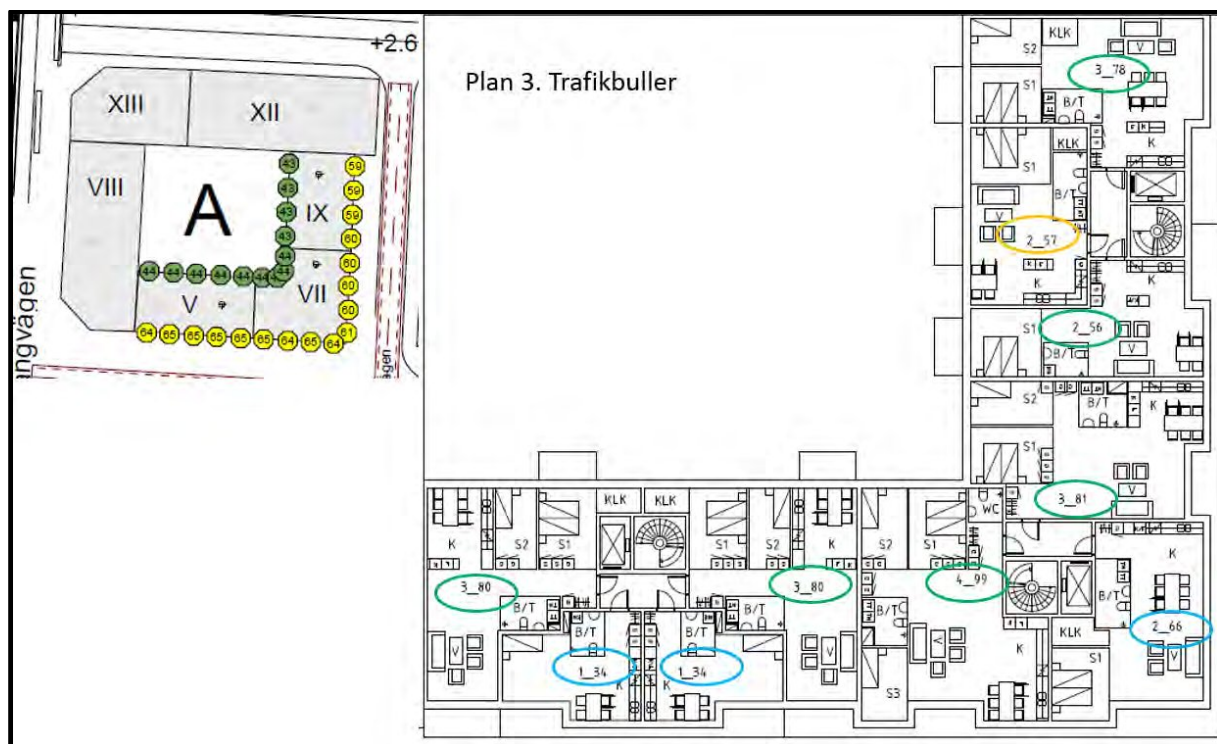 +2.6
Plan 3. Trafikbuller
XIII
XII
VIII
A
IX
VII
V
43
43
43
43
44
44
44 44 44 44 44 44
59
59
59
60
60
60
60
61
64 65 65 65 65 65 64 65 64
ngvägen
agen
S2
KLK
V
3_78
S1
B/T
K
KLK
S1
B/T
V
2_57
K
K
S1
2_56
B/T
V
S2
B/T
K
S1
V
3_81
KLK
KLK
WC
K
S2
S1
S1
S2
K
S2
S1
K
3_80
3_80
4_99
B/T
B/T
B/T
B/T
2_66
V
B/T
B/T
V
V
KLK
V
1_34
1_34
K
K
K
S1
S3